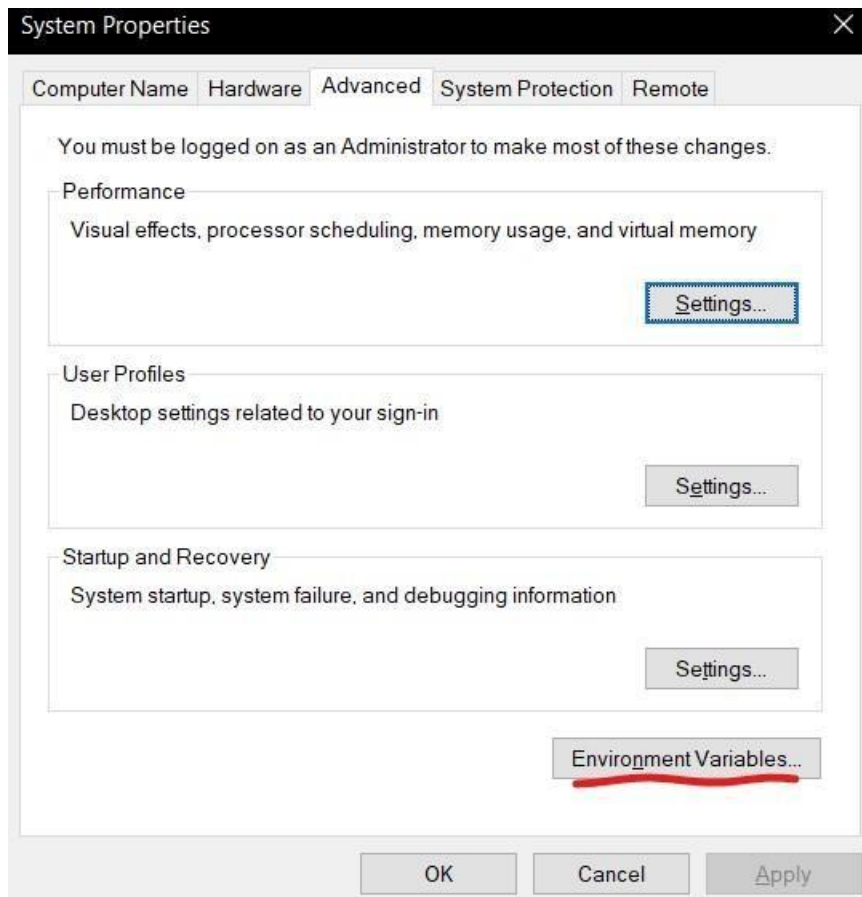 System Properties
Computer Name Hardware Advanced System Protection Remote
You must be logged on as an Administrator to make most of these changes.
Performance
Visual effects, processor scheduling, memory usage, and virtual memory
Settings...
User Profiles
Desktop settings related to your sign-in
Settings...
Startup and Recovery
System startup, system failure, and debugging information
Settings...
Environment Variables...
OK Cancel Apply